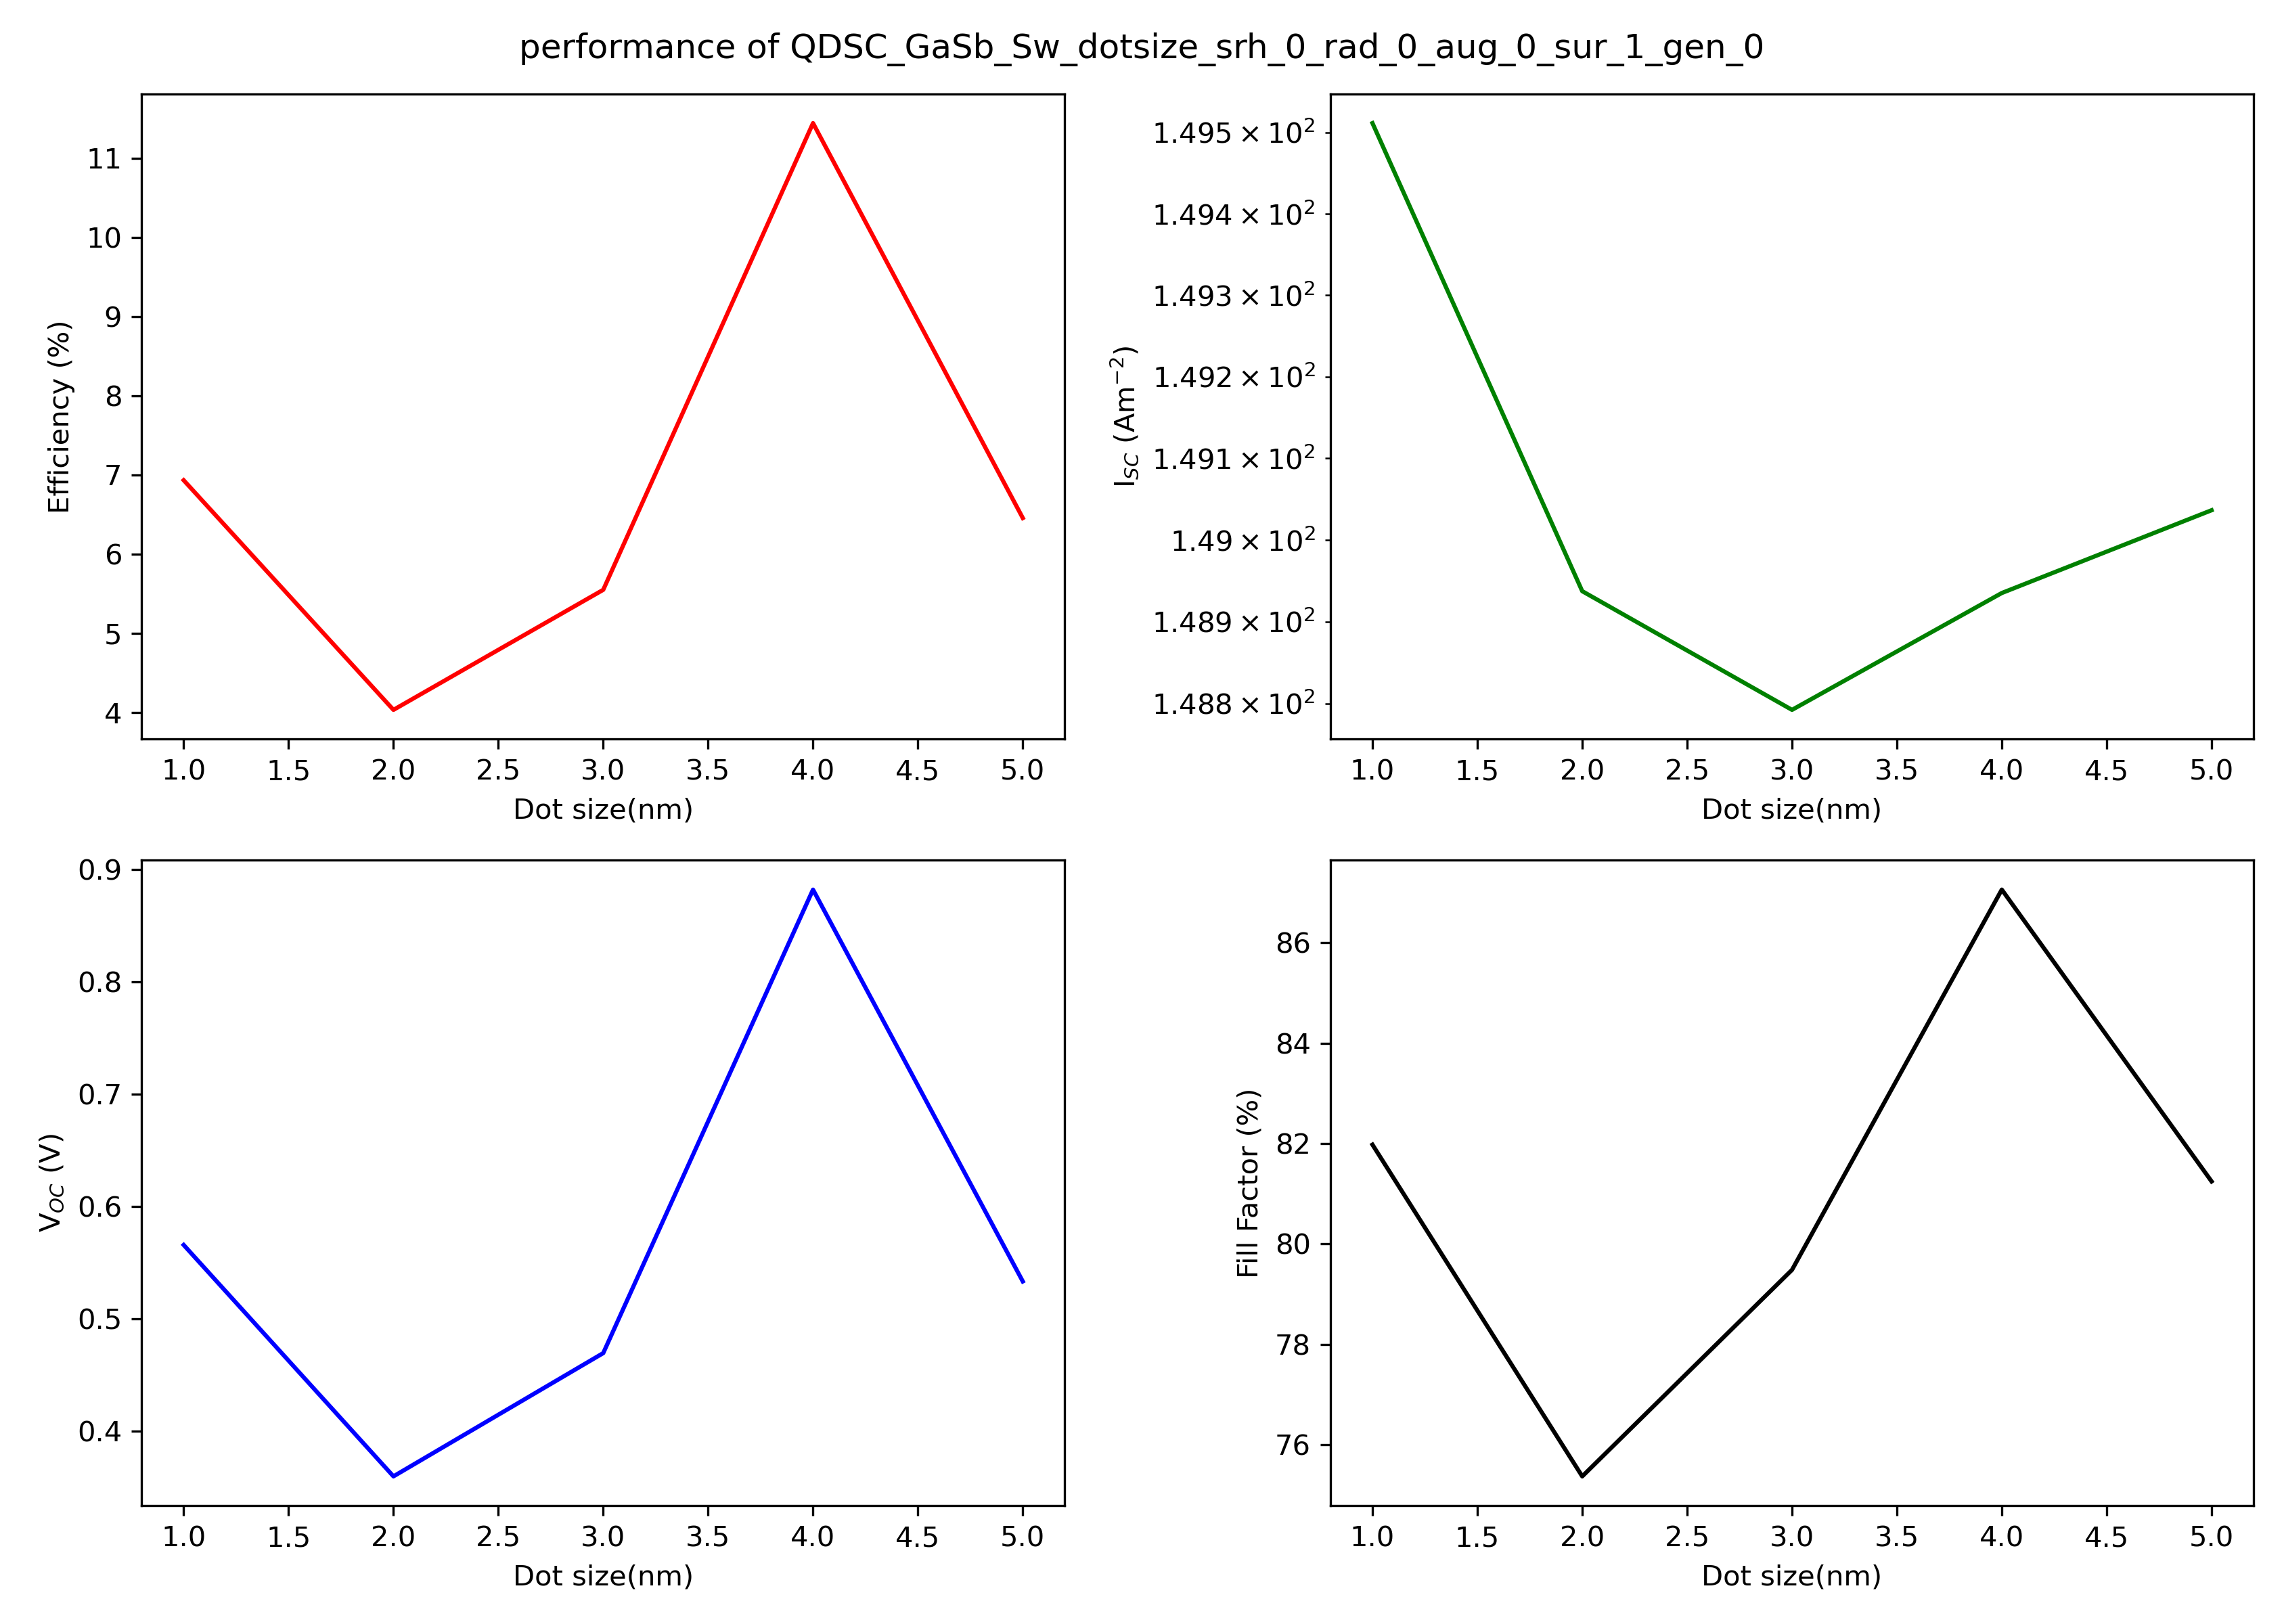 performance of QDSC_GaSb_Sw_dotsize_srh_0_rad_0_aug_0_sur_1_gen_0
Efficiency (%)
11
10
9
8
7
6
5
4
1.0 1.5 2.0 2.5 3.0 3.5 4.0 4.5 5.0
Dot size(nm)
I_SC (Am⁻²)
1.495 × 10²
1.494 × 10²
1.493 × 10²
1.492 × 10²
1.491 × 10²
1.49 × 10²
1.489 × 10²
1.488 × 10²
1.0 1.5 2.0 2.5 3.0 3.5 4.0 4.5 5.0
Dot size(nm)
V_OC (V)
0.9
0.8
0.7
0.6
0.5
0.4
1.0 1.5 2.0 2.5 3.0 3.5 4.0 4.5 5.0
Dot size(nm)
Fill Factor (%)
86
84
82
80
78
76
1.0 1.5 2.0 2.5 3.0 3.5 4.0 4.5 5.0
Dot size(nm)